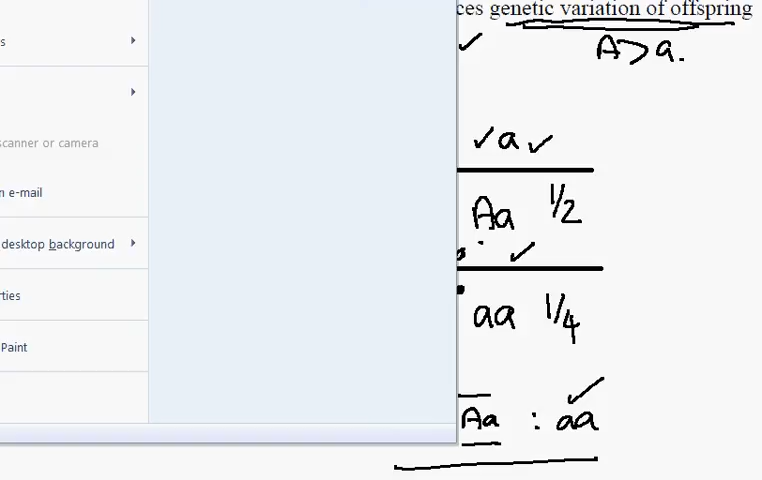 ces genetic variation of offspring
s
A>a.
a
scanner or camera
n e-mail
Aa 1/2
desktop background
rties
aa 1/4
Paint
Aa : aa